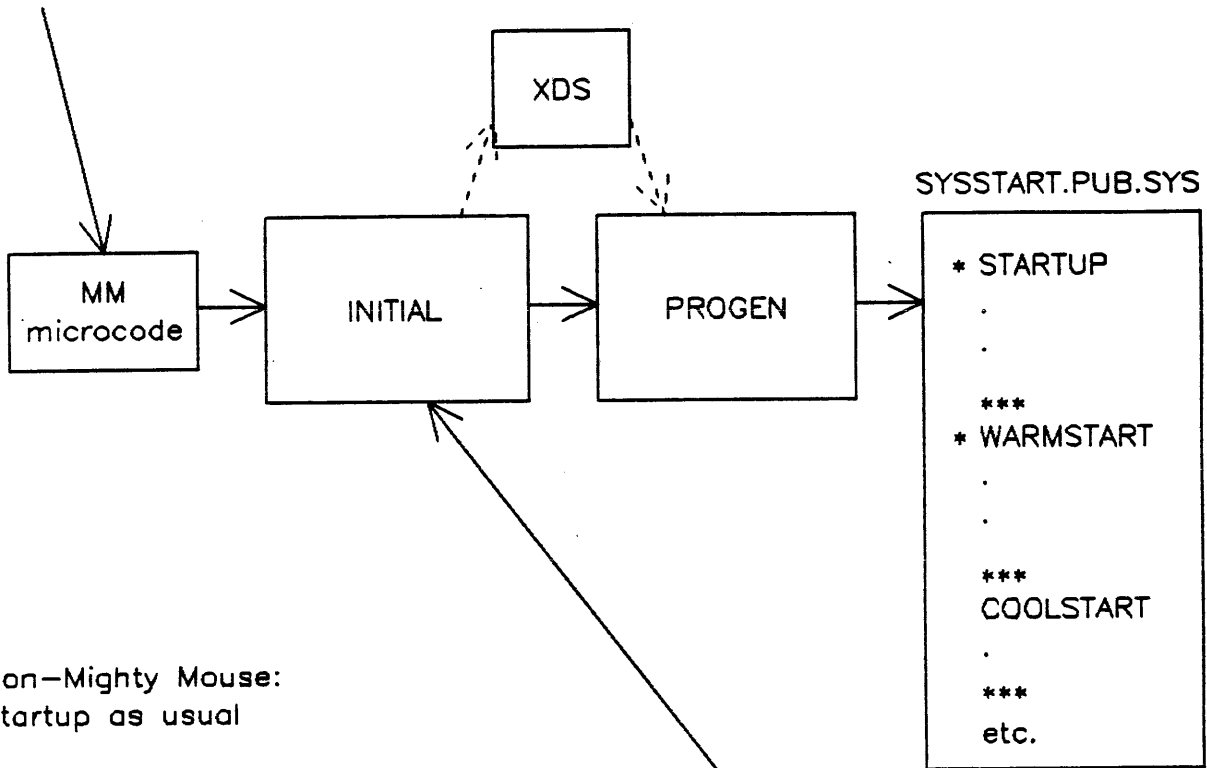 XDS
SYSSTART.PUB.SYS
MM
microcode
INITIAL
PROGEN
* STARTUP
.
.
***
* WARMSTART
.
.
***
COOLSTART
.
***
etc.
on-Mighty Mouse:
tartup as usual